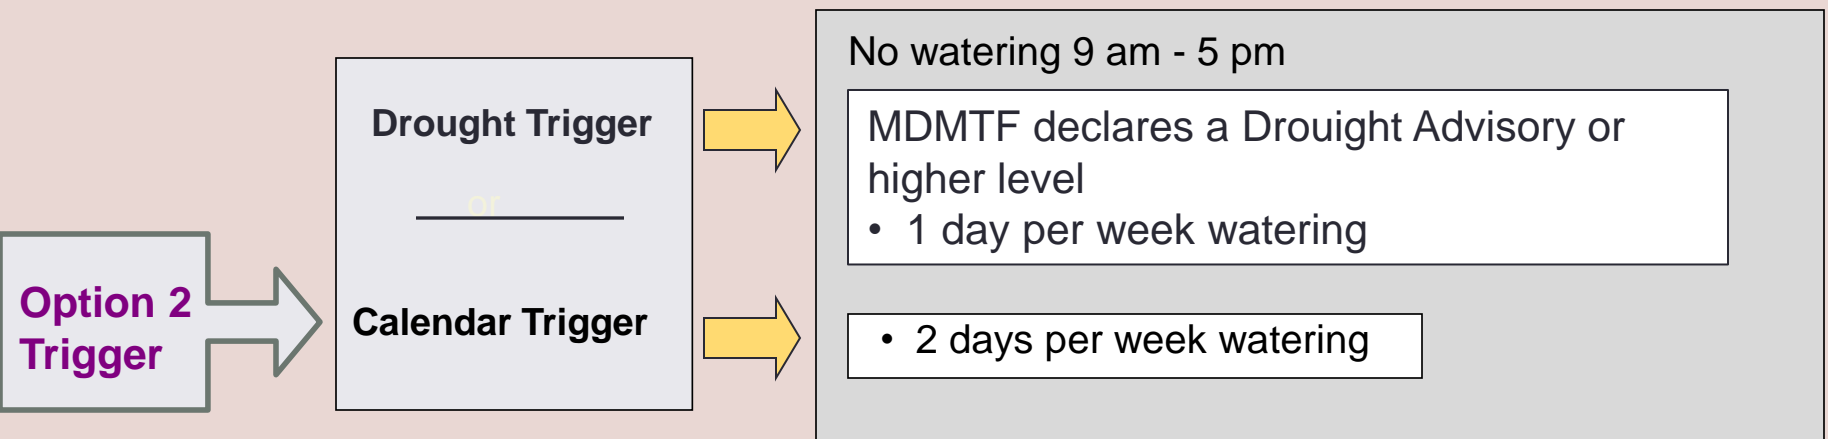 Option 2
Trigger
Drought Trigger
or
Calendar Trigger
No watering 9 am - 5 pm
MDMTF declares a Drouight Advisory or
higher level
• 1 day per week watering
• 2 days per week watering